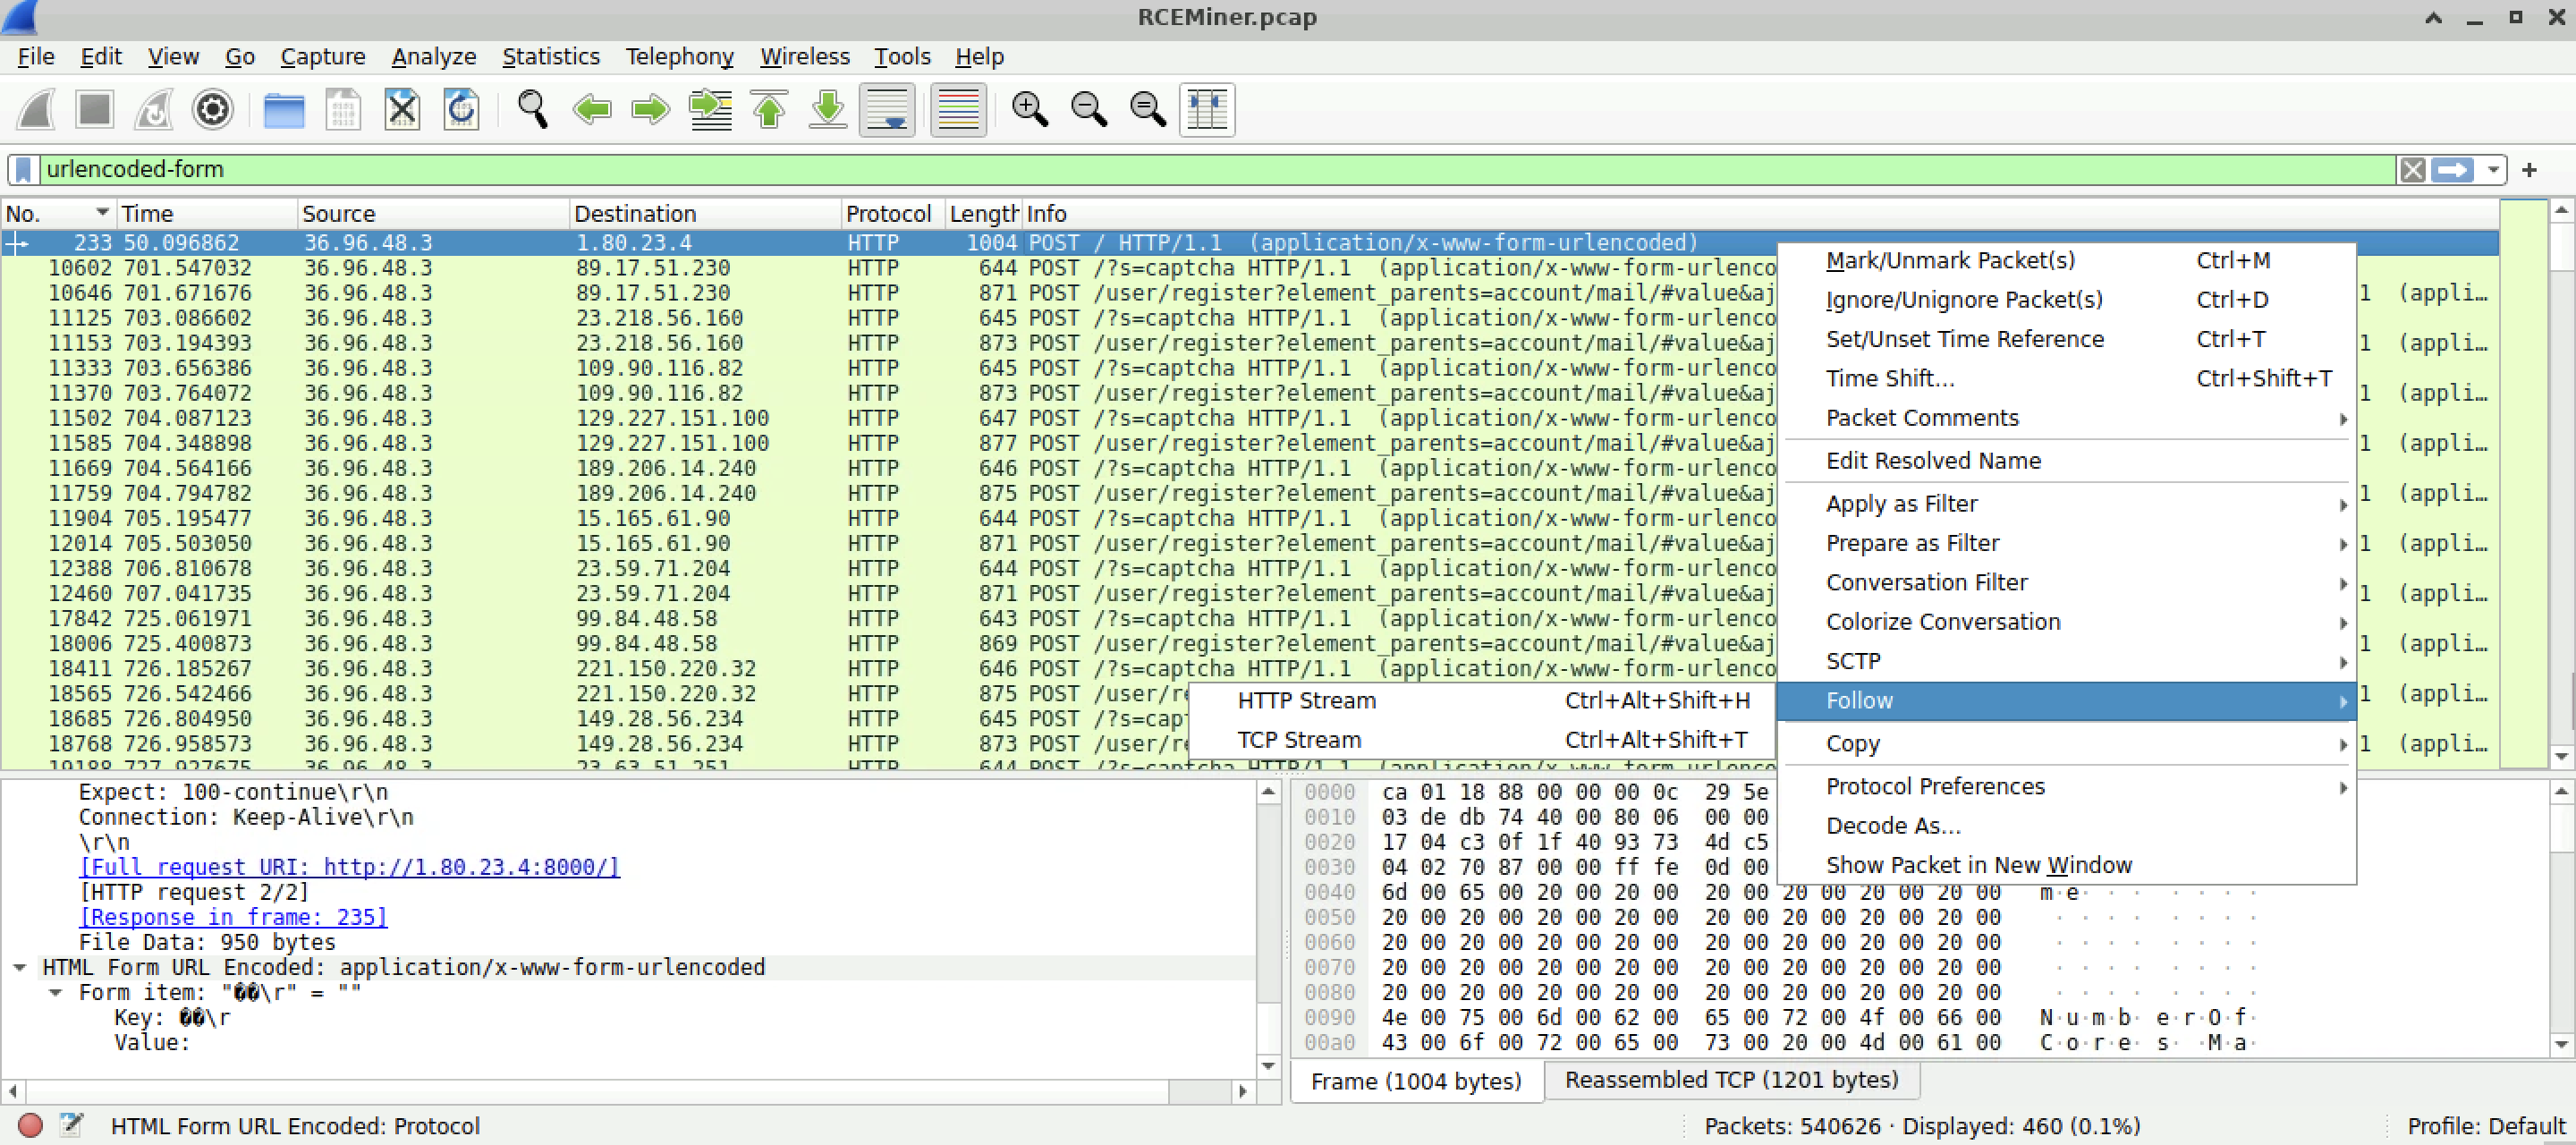 RCEMiner.pcap
File Edit View Go Capture Analyze Statistics Telephony Wireless Tools Help
urlencoded-form
No. Time Source Destination Protocol Length Info
233 50.096862 36.96.48.3 1.80.23.4 HTTP 1004 POST / HTTP/1.1 (application/x-www-form-urlencoded)
10602 701.547032 36.96.48.3 89.17.51.230 HTTP 644 POST /?s=captcha HTTP/1.1 (application/x-www-form-urlenco
10646 701.671676 36.96.48.3 89.17.51.230 HTTP 871 POST /user/register?element_parents=account/mail/#value&aj 1 (appli…
11125 703.086602 36.96.48.3 23.218.56.160 HTTP 645 POST /?s=captcha HTTP/1.1 (application/x-www-form-urlenco
11153 703.194393 36.96.48.3 23.218.56.160 HTTP 873 POST /user/register?element_parents=account/mail/#value&aj 1 (appli…
11333 703.656386 36.96.48.3 109.90.116.82 HTTP 645 POST /?s=captcha HTTP/1.1 (application/x-www-form-urlenco
11370 703.764072 36.96.48.3 109.90.116.82 HTTP 873 POST /user/register?element_parents=account/mail/#value&aj 1 (appli…
11502 704.087123 36.96.48.3 129.227.151.100 HTTP 647 POST /?s=captcha HTTP/1.1 (application/x-www-form-urlenco
11585 704.348898 36.96.48.3 129.227.151.100 HTTP 877 POST /user/register?element_parents=account/mail/#value&aj 1 (appli…
11669 704.564166 36.96.48.3 189.206.14.240 HTTP 646 POST /?s=captcha HTTP/1.1 (application/x-www-form-urlenco
11759 704.794782 36.96.48.3 189.206.14.240 HTTP 875 POST /user/register?element_parents=account/mail/#value&aj 1 (appli…
11904 705.195477 36.96.48.3 15.165.61.90 HTTP 644 POST /?s=captcha HTTP/1.1 (application/x-www-form-urlenco
12014 705.503050 36.96.48.3 15.165.61.90 HTTP 871 POST /user/register?element_parents=account/mail/#value&aj 1 (appli…
12388 706.810678 36.96.48.3 23.59.71.204 HTTP 644 POST /?s=captcha HTTP/1.1 (application/x-www-form-urlenco
12460 707.041735 36.96.48.3 23.59.71.204 HTTP 871 POST /user/register?element_parents=account/mail/#value&aj 1 (appli…
17842 725.061971 36.96.48.3 99.84.48.58 HTTP 643 POST /?s=captcha HTTP/1.1 (application/x-www-form-urlenco
18006 725.400873 36.96.48.3 99.84.48.58 HTTP 869 POST /user/register?element_parents=account/mail/#value&aj 1 (appli…
18411 726.185267 36.96.48.3 221.150.220.32 HTTP 646 POST /?s=captcha HTTP/1.1 (application/x-www-form-urlenco
18565 726.542466 36.96.48.3 221.150.220.32 HTTP 875 POST /user/re 1 (appli…
18685 726.804950 36.96.48.3 149.28.56.234 HTTP 645 POST /?s=capt
18768 726.958573 36.96.48.3 149.28.56.234 HTTP 873 POST /user/re 1 (appli…
19188 727.927675 36.96.48.3 23.63.51.251 HTTP 644 POST /?s=captcha HTTP/1.1 (application/x-www-form-urlenco
Mark/Unmark Packet(s) Ctrl+M
Ignore/Unignore Packet(s) Ctrl+D
Set/Unset Time Reference Ctrl+T
Time Shift... Ctrl+Shift+T
Packet Comments
Edit Resolved Name
Apply as Filter
Prepare as Filter
Conversation Filter
Colorize Conversation
SCTP
Follow
Copy
Protocol Preferences
Decode As...
Show Packet in New Window
HTTP Stream Ctrl+Alt+Shift+H
TCP Stream Ctrl+Alt+Shift+T
Expect: 100-continue\r\n
Connection: Keep-Alive\r\n
\r\n
[Full request URI: http://1.80.23.4:8000/]
[HTTP request 2/2]
[Response in frame: 235]
File Data: 950 bytes
HTML Form URL Encoded: application/x-www-form-urlencoded
Form item: "��\r" = ""
Key: ��\r
Value:
0000 ca 01 18 88 00 00 00 0c 29 5e
0010 03 de db 74 40 00 80 06 00 00
0020 17 04 c3 0f 1f 40 93 73 4d c5
0030 04 02 70 87 00 00 ff fe 0d 00
0040 6d 00 65 00 20 00 20 00 20 00 20 00 20 00 20 00 m·e· · · · · · ·
0050 20 00 20 00 20 00 20 00 20 00 20 00 20 00 20 00 · · · · · · · ·
0060 20 00 20 00 20 00 20 00 20 00 20 00 20 00 20 00 · · · · · · · ·
0070 20 00 20 00 20 00 20 00 20 00 20 00 20 00 20 00 · · · · · · · ·
0080 20 00 20 00 20 00 20 00 20 00 20 00 20 00 20 00 · · · · · · · ·
0090 4e 00 75 00 6d 00 62 00 65 00 72 00 4f 00 66 00 N·u·m·b· e·r·O·f·
00a0 43 00 6f 00 72 00 65 00 73 00 20 00 4d 00 61 00 C·o·r·e· s· ·M·a·
Frame (1004 bytes) Reassembled TCP (1201 bytes)
HTML Form URL Encoded: Protocol Packets: 540626 · Displayed: 460 (0.1%) Profile: Default